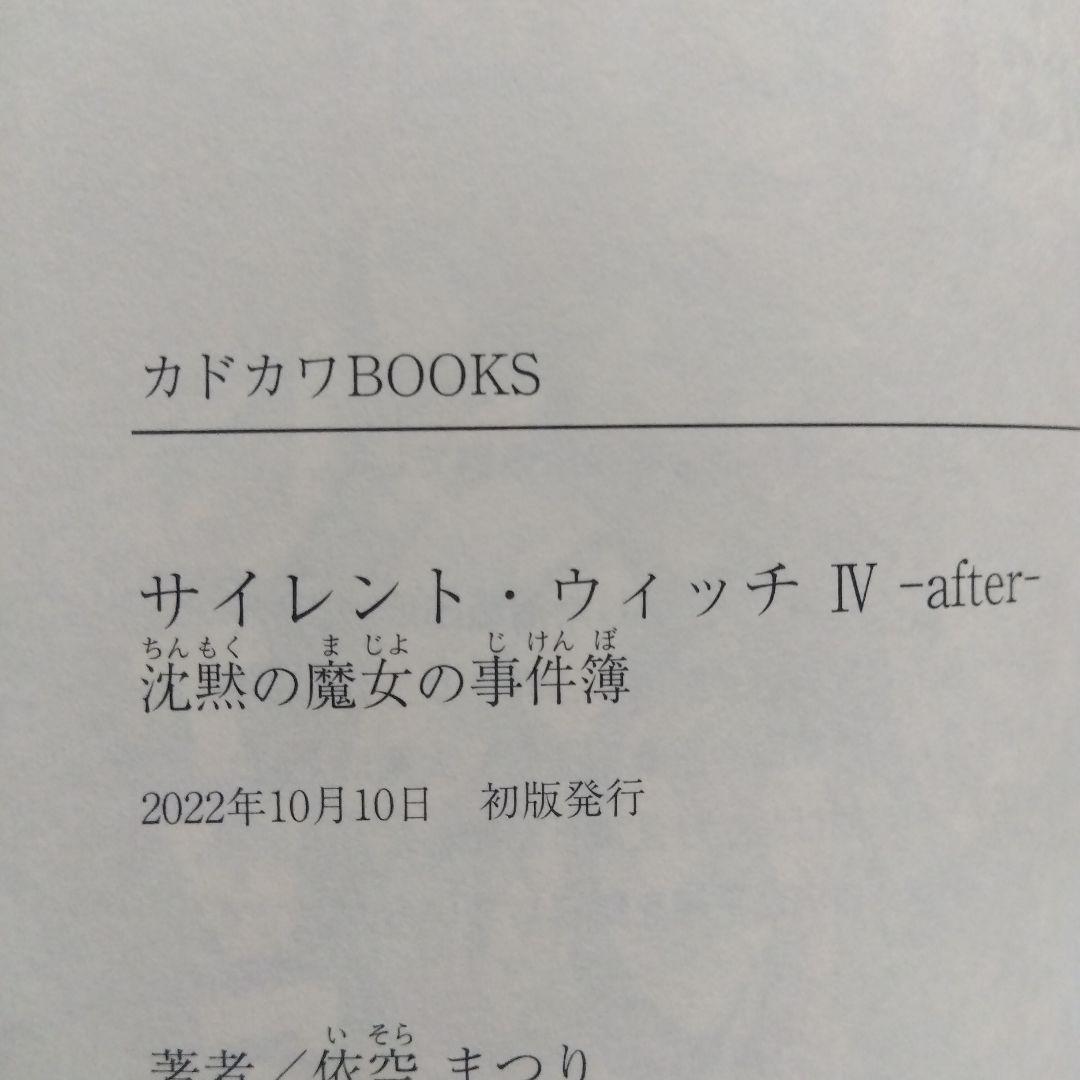 カドカワBOOKS
サイレント・ウィッチ Ⅳ -after-
ちんもく ま じよ じ けん ぼ
沈黙の魔女の事件簿
2022年10月10日 初版発行
い そら
著者／依空 まつり